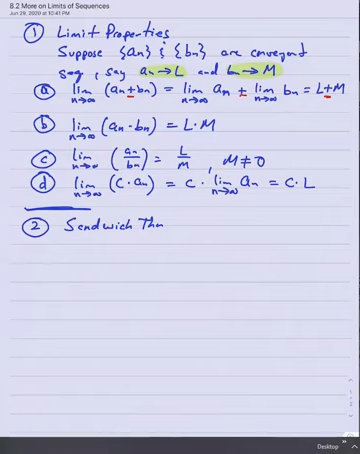 8.2 More on Limits of Sequences
Jun 29, 2020 at 10:41 PM
① Limit Properties
Suppose {an} & {bn} are convergent
seq, say an → L and bn → M
ⓐ lim n→∞ (an ± bn) = lim n→∞ an ± lim n→∞ bn = L ± M
ⓑ lim n→∞ (an · bn) = L · M
ⓒ lim n→∞ (an/bn) = L/M , M ≠ 0
ⓓ lim n→∞ (C · an) = C · lim n→∞ an = C · L
② Sandwich Thm
Desktop